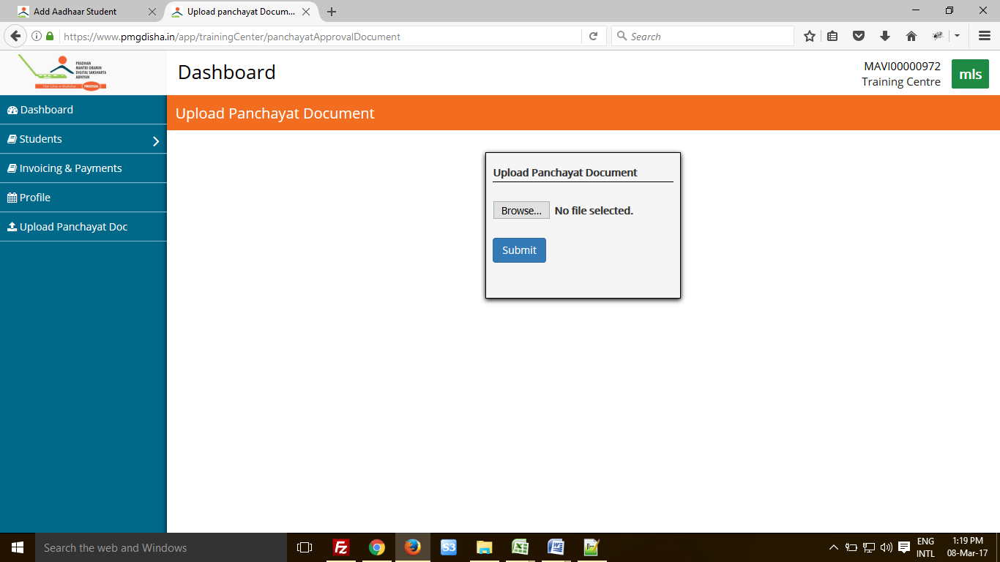 Add Aadhaar Student
Upload panchayat Docum...
https://www.pmgdisha.in/app/trainingCenter/panchayatApprovalDocument
Search
PRADHAN
MANTRI GRAMIN
DIGITAL SAKSHARTA
ABHIYAN
PMGDISHA
Dashboard
MAVI00000972
Training Centre
mls
Dashboard
Students
Invoicing & Payments
Profile
Upload Panchayat Doc
Upload Panchayat Document
Upload Panchayat Document
Browse... No file selected.
Submit
Search the web and Windows
ENG
INTL
1:19 PM
08-Mar-17